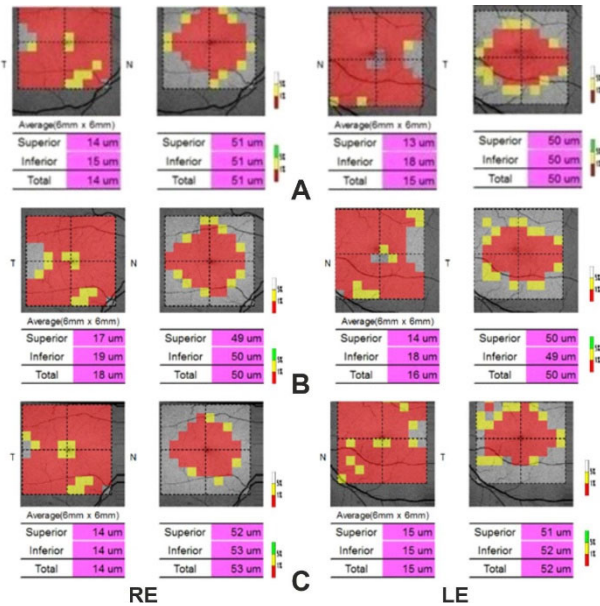 T N T
Average(6mm x 6mm) Average(6mm x 6mm)
Superior 14 um Superior 51 um Superior 13 um Superior 50 um
Inferior 15 um Inferior 51 um Inferior 18 um Inferior 50 um
Total 14 um Total 51 um Total 15 um Total 50 um
A
T N T
Average(6mm x 6mm) Average(6mm x 6mm)
Superior 17 um Superior 49 um Superior 14 um Superior 50 um
Inferior 19 um Inferior 50 um Inferior 18 um Inferior 49 um
Total 18 um Total 50 um Total 16 um Total 50 um
B
T N T
Average(6mm x 6mm) Average(6mm x 6mm)
Superior 14 um Superior 52 um Superior 15 um Superior 51 um
Inferior 14 um Inferior 53 um Inferior 15 um Inferior 52 um
Total 14 um Total 53 um Total 15 um Total 52 um
C
RE LE